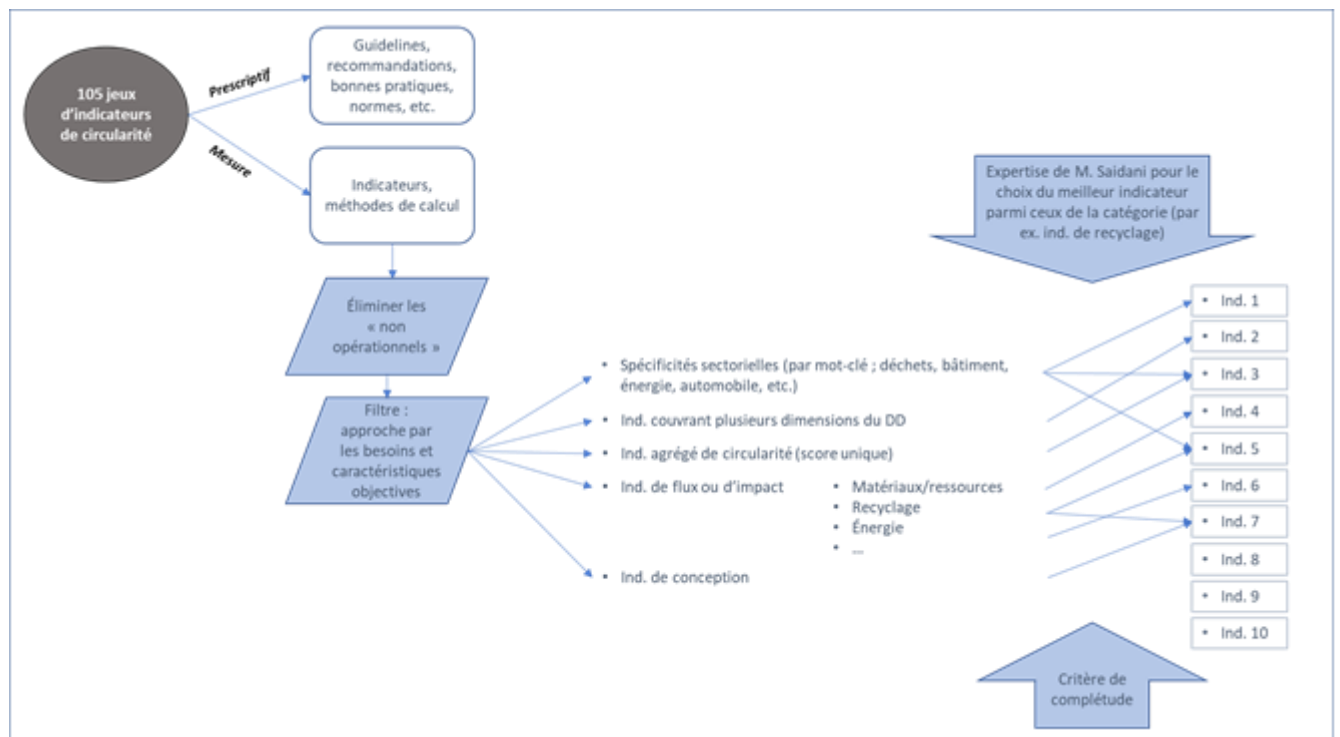 105 jeux
d'indicateurs
de circularité
Prescriptif
Mesure
Guidelines,
recommandations,
bonnes pratiques,
normes, etc.
Indicateurs,
méthodes de calcul
Éliminer les
« non
opérationnels »
Filtre :
approche par
les besoins et
caractéristiques
objectives
• Spécificités sectorielles (par mot-clé ; déchets, bâtiment,
énergie, automobile, etc.)
• Ind. couvrant plusieurs dimensions du DD
• Ind. agrégé de circularité (score unique)
• Ind. de flux ou d'impact
• Matériaux/ressources
• Recyclage
• Énergie
• ...
• Ind. de conception
Expertise de M. Saidani pour le
choix du meilleur indicateur
parmi ceux de la catégorie (par
ex. ind. de recyclage)
• Ind. 1
• Ind. 2
• Ind. 3
• Ind. 4
• Ind. 5
• Ind. 6
• Ind. 7
• Ind. 8
• Ind. 9
• Ind. 10
Critère de
complétude